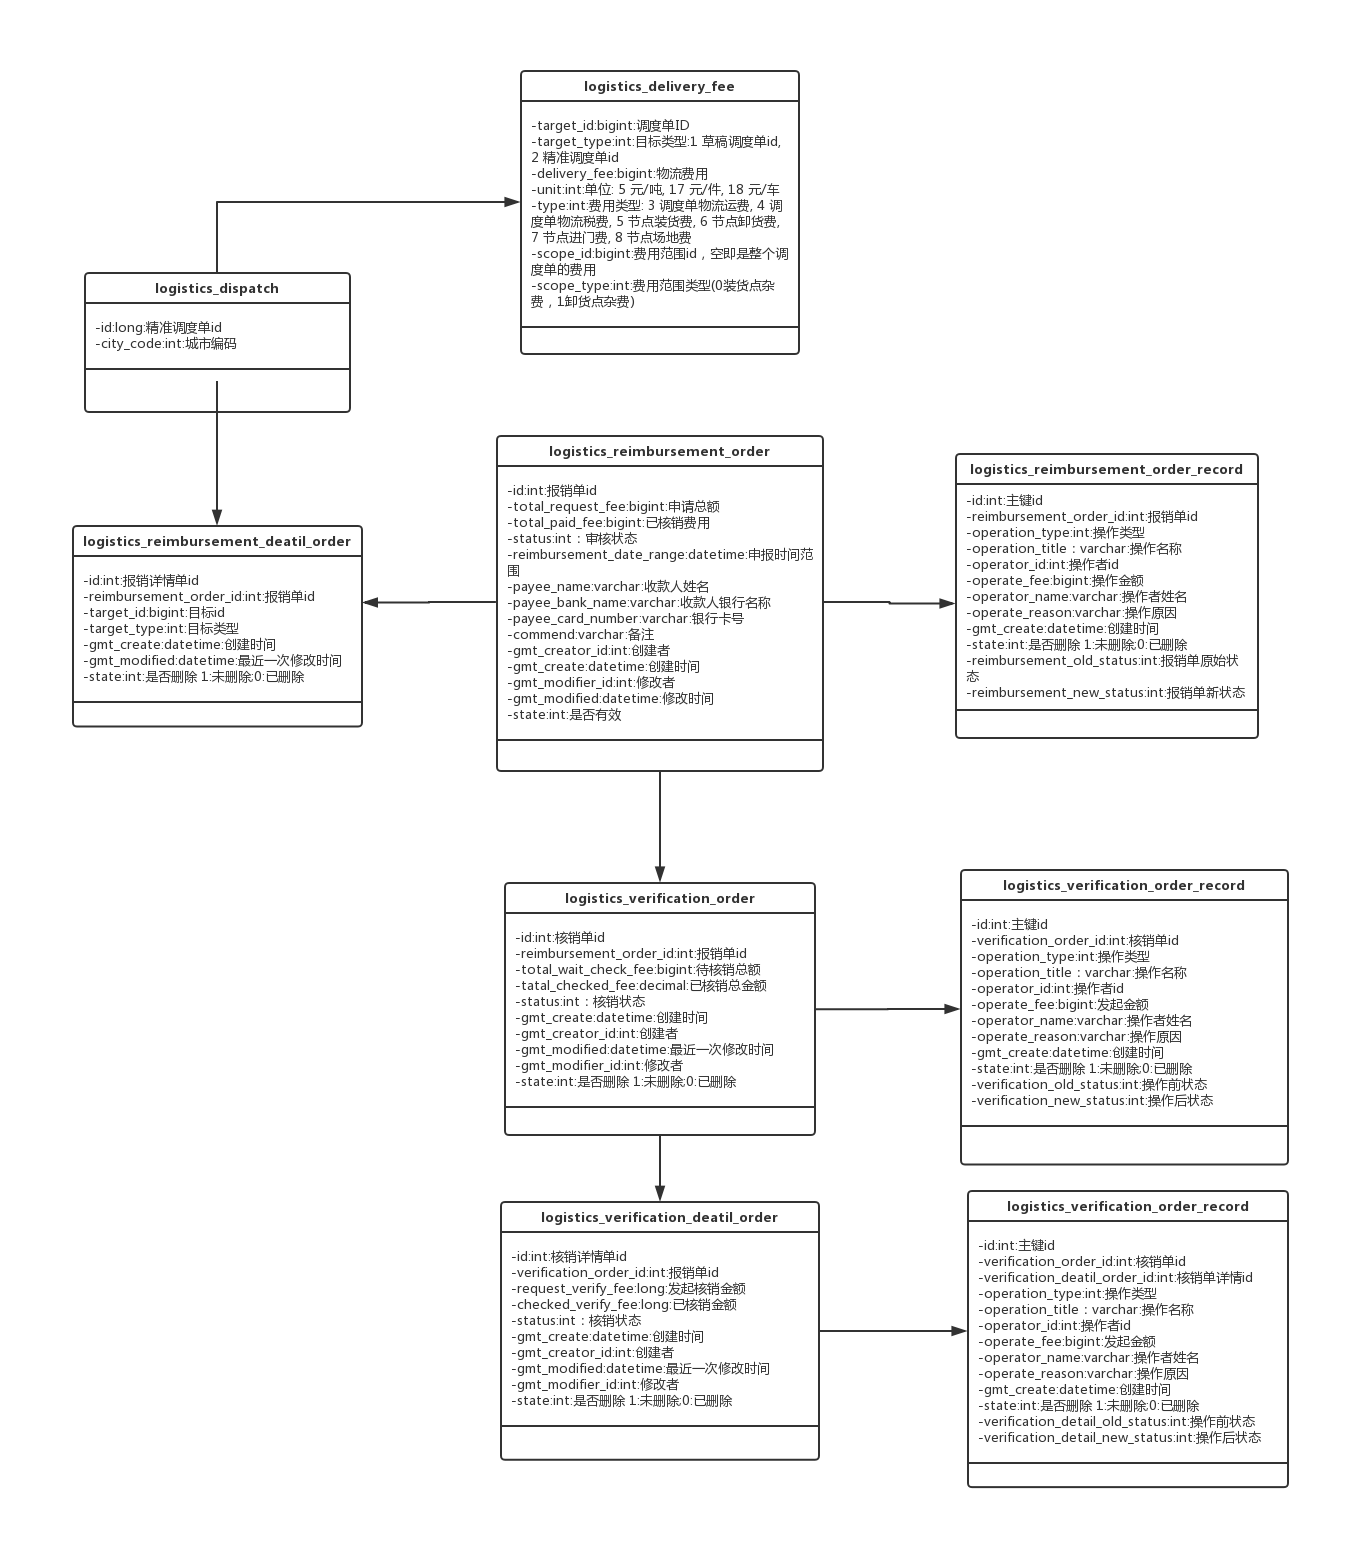 logistics_delivery_fee
-target_id:bigint:调度单ID
-target_type:int:目标类型:1 草稿调度单id,
2 精准调度单id
-delivery_fee:bigint:物流费用
-unit:int:单位: 5 元/吨, 17 元/件, 18 元/车
-type:int:费用类型: 3 调度单物流运费, 4 调
度单物流税费, 5 节点装货费, 6 节点卸货费,
7 节点进门费, 8 节点场地费
-scope_id:bigint:费用范围id，空即是整个调
度单的费用
-scope_type:int:费用范围类型(0装货点杂
费，1卸货点杂费)
logistics_dispatch
-id:long:精准调度单id
-city_code:int:城市编码
logistics_reimbursement_deatil_order
-id:int:报销详情单id
-reimbursement_order_id:int:报销单id
-target_id:bigint:目标id
-target_type:int:目标类型
-gmt_create:datetime:创建时间
-gmt_modified:datetime:最近一次修改时间
-state:int:是否删除 1:未删除;0:已删除
logistics_reimbursement_order
-id:int:报销单id
-total_request_fee:bigint:申请总额
-total_paid_fee:bigint:已核销费用
-status:int：审核状态
-reimbursement_date_range:datetime:申报时间范
围
-payee_name:varchar:收款人姓名
-payee_bank_name:varchar:收款人银行名称
-payee_card_number:varchar:银行卡号
-commend:varchar:备注
-gmt_creator_id:int:创建者
-gmt_create:datetime:创建时间
-gmt_modifier_id:int:修改者
-gmt_modified:datetime:修改时间
-state:int:是否有效
logistics_reimbursement_order_record
-id:int:主键id
-reimbursement_order_id:int:报销单id
-operation_type:int:操作类型
-operation_title：varchar:操作名称
-operator_id:int:操作者id
-operate_fee:bigint:操作金额
-operator_name:varchar:操作者姓名
-operate_reason:varchar:操作原因
-gmt_create:datetime:创建时间
-state:int:是否删除 1:未删除;0:已删除
-reimbursement_old_status:int:报销单原始状
态
-reimbursement_new_status:int:报销单新状态
logistics_verification_order
-id:int:核销单id
-reimbursement_order_id:int:报销单id
-total_wait_check_fee:bigint:待核销总额
-tatal_checked_fee:decimal:已核销总金额
-status:int：核销状态
-gmt_create:datetime:创建时间
-gmt_creator_id:int:创建者
-gmt_modified:datetime:最近一次修改时间
-gmt_modifier_id:int:修改者
-state:int:是否删除 1:未删除;0:已删除
logistics_verification_order_record
-id:int:主键id
-verification_order_id:int:核销单id
-operation_type:int:操作类型
-operation_title：varchar:操作名称
-operator_id:int:操作者id
-operate_fee:bigint:发起金额
-operator_name:varchar:操作者姓名
-operate_reason:varchar:操作原因
-gmt_create:datetime:创建时间
-state:int:是否删除 1:未删除;0:已删除
-verification_old_status:int:操作前状态
-verification_new_status:int:操作后状态
logistics_verification_deatil_order
-id:int:核销详情单id
-verification_order_id:int:报销单id
-request_verify_fee:long:发起核销金额
-checked_verify_fee:long:已核销金额
-status:int：核销状态
-gmt_create:datetime:创建时间
-gmt_creator_id:int:创建者
-gmt_modified:datetime:最近一次修改时间
-gmt_modifier_id:int:修改者
-state:int:是否删除 1:未删除;0:已删除
logistics_verification_order_record
-id:int:主键id
-verification_order_id:int:核销单id
-verification_deatil_order_id:int:核销单详情id
-operation_type:int:操作类型
-operation_title：varchar:操作名称
-operator_id:int:操作者id
-operate_fee:bigint:发起金额
-operator_name:varchar:操作者姓名
-operate_reason:varchar:操作原因
-gmt_create:datetime:创建时间
-state:int:是否删除 1:未删除;0:已删除
-verification_detail_old_status:int:操作前状态
-verification_detail_new_status:int:操作后状态